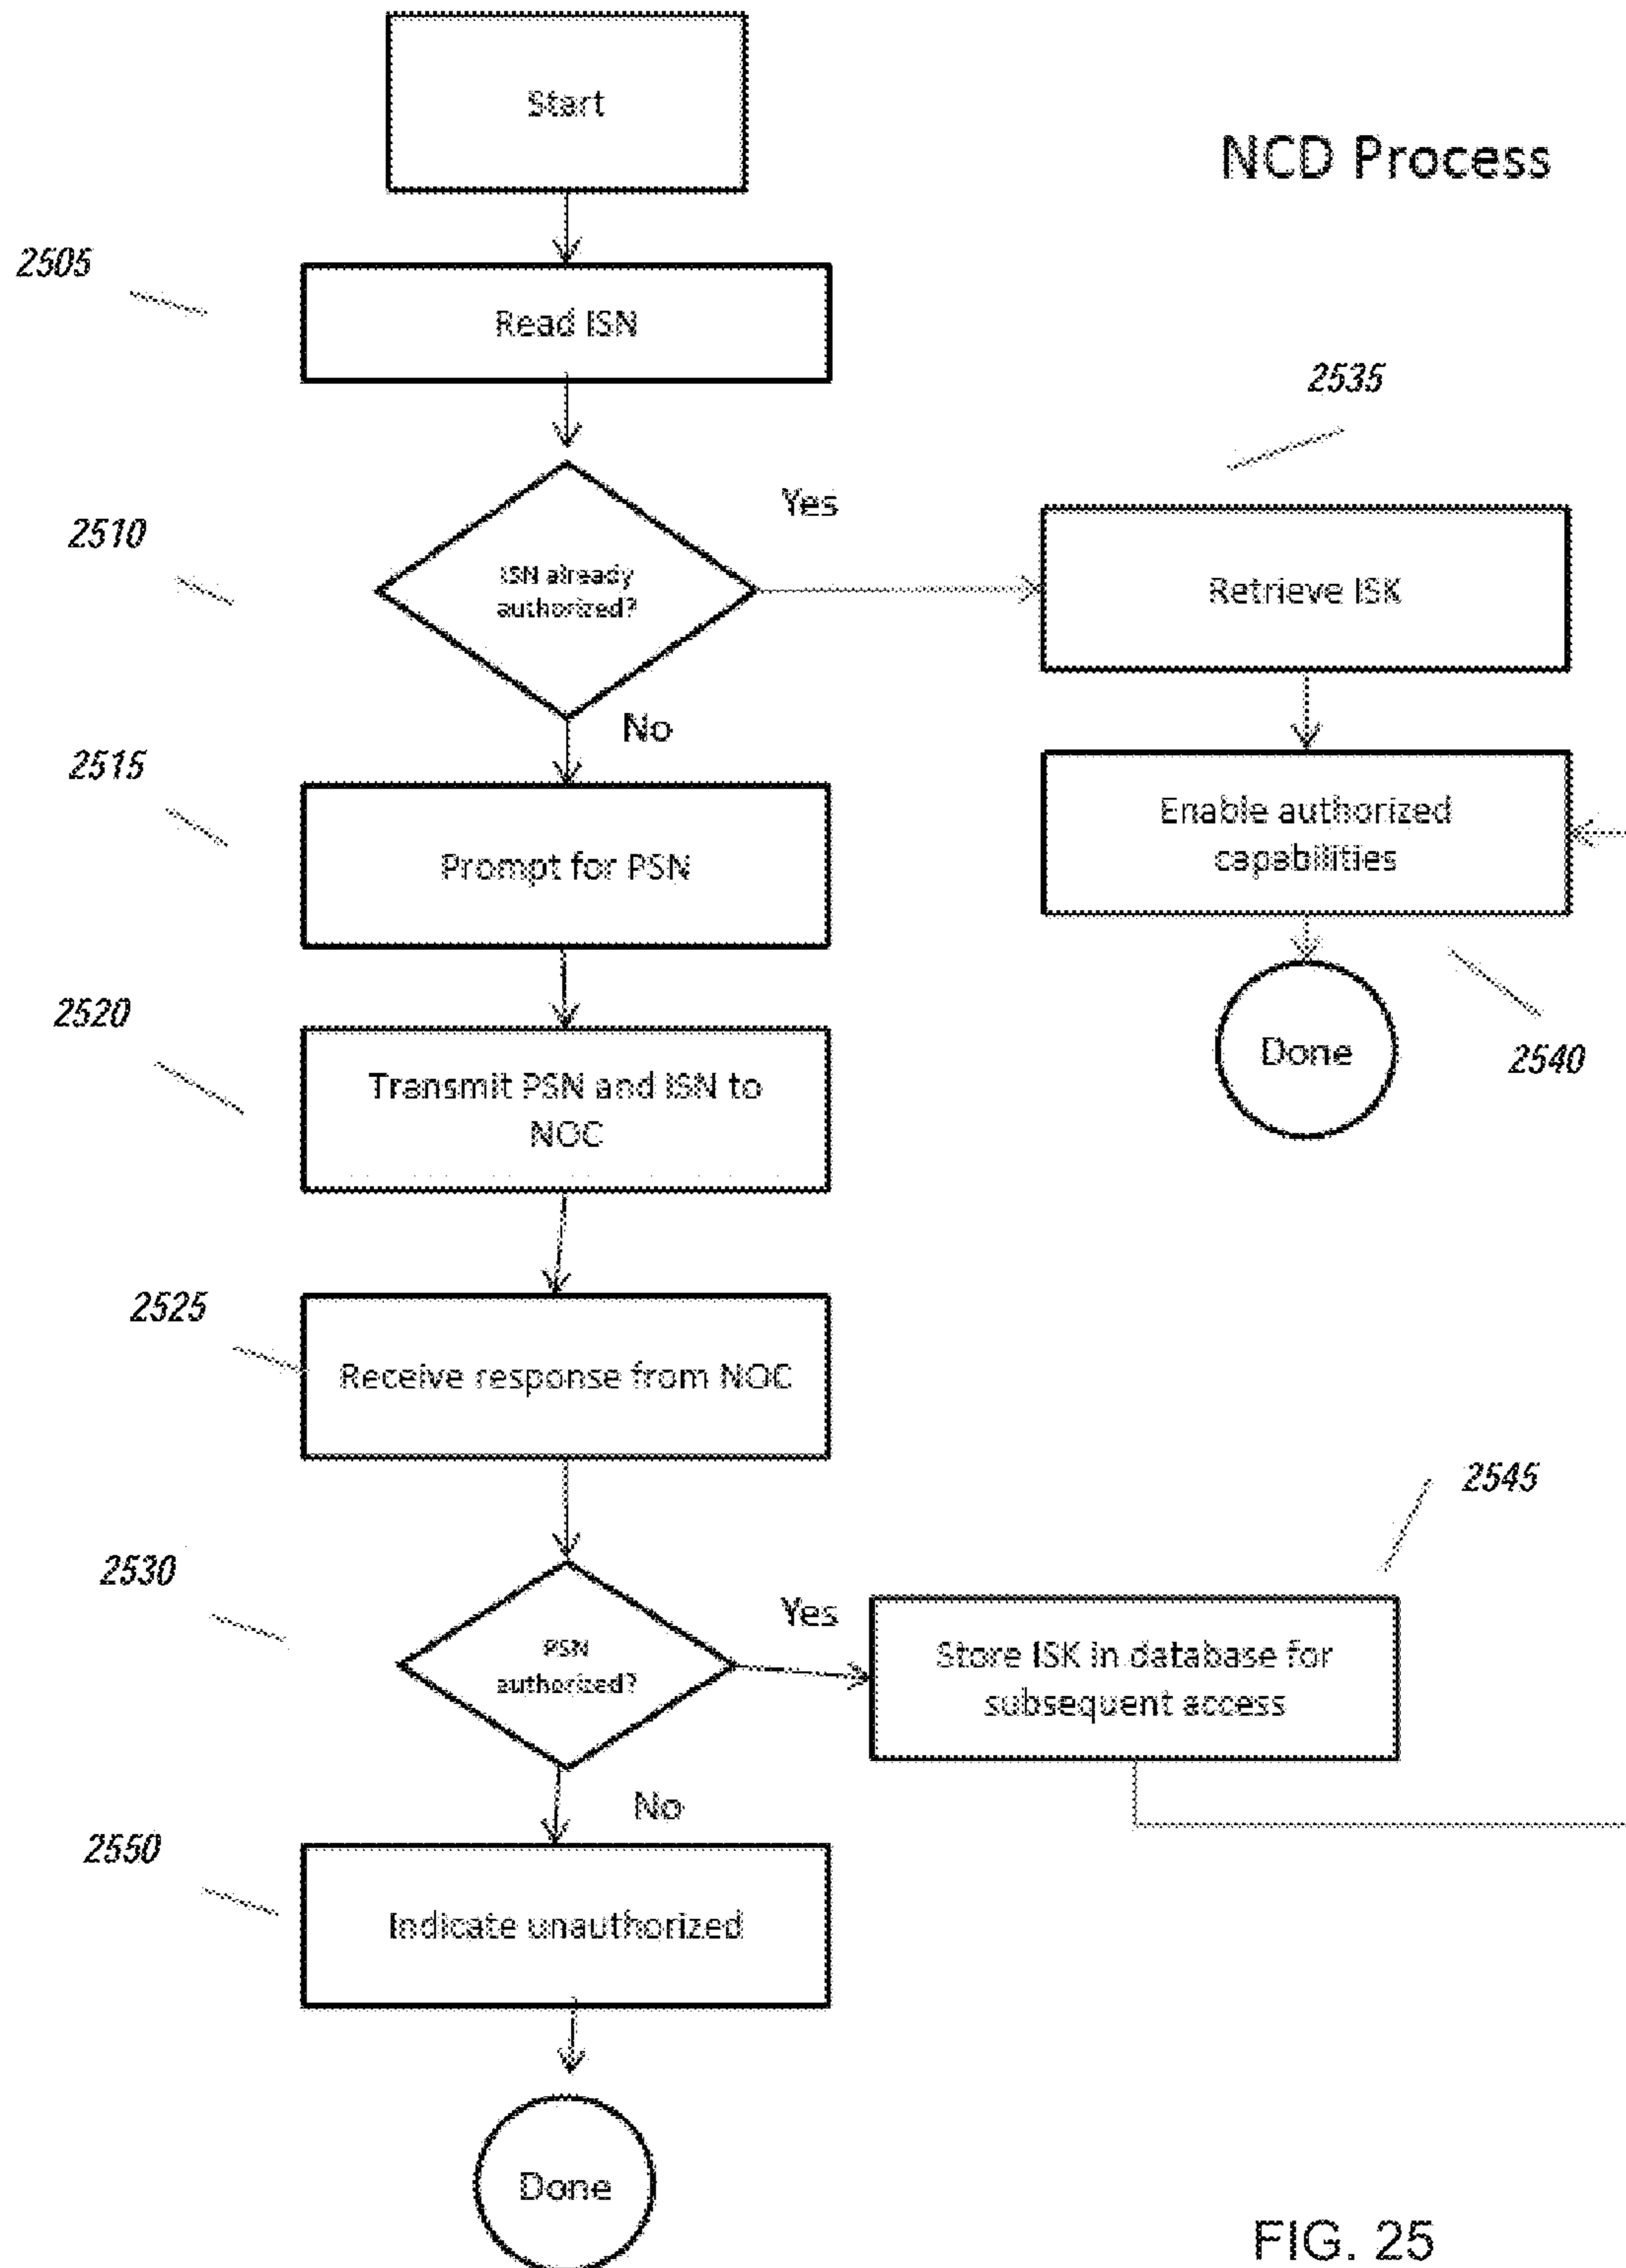 Start
NCD Process
2505
Read ISN
2535
2510
Yes
ISN already
authorized?
Retrieve ISK
No
2515
Prompt for PSN
Enable authorized
capabilities
2520
Transmit PSN and ISN to
NOC
Done
2540
2525
Receive response from NOC
2545
2530
Yes
PSN
authorized?
Store ISK in database for
subsequent access
No
2550
Indicate unauthorized
Done
FIG. 25